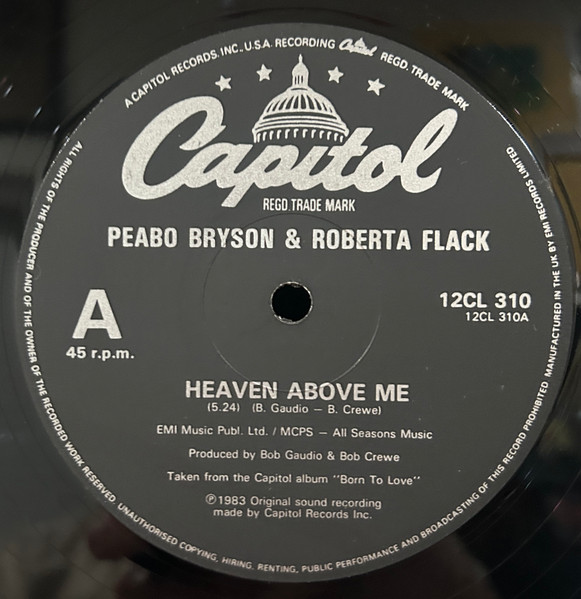 A CAPITOL RECORDS, INC., U.S.A. RECORDING Capitol REGD. TRADE MARK
Capitol
REGD. TRADE MARK
PEABO BRYSON & ROBERTA FLACK
A
45 r.p.m.
12CL 310
12CL 310A
HEAVEN ABOVE ME
(5.24) (B. Gaudio – B. Crewe)
EMI Music Publ. Ltd. / MCPS – All Seasons Music
Produced by Bob Gaudio & Bob Crewe
Taken from the Capitol album "Born To Love"
℗ 1983 Original sound recording
made by Capitol Records Inc.
ALL RIGHTS OF THE PRODUCER AND OF THE OWNER OF THE RECORDED WORK RESERVED. UNAUTHORISED COPYING, HIRING, RENTING, PUBLIC PERFORMANCE AND BROADCASTING OF THIS RECORD PROHIBITED MANUFACTURED IN THE UK BY EMI RECORDS LIMITED